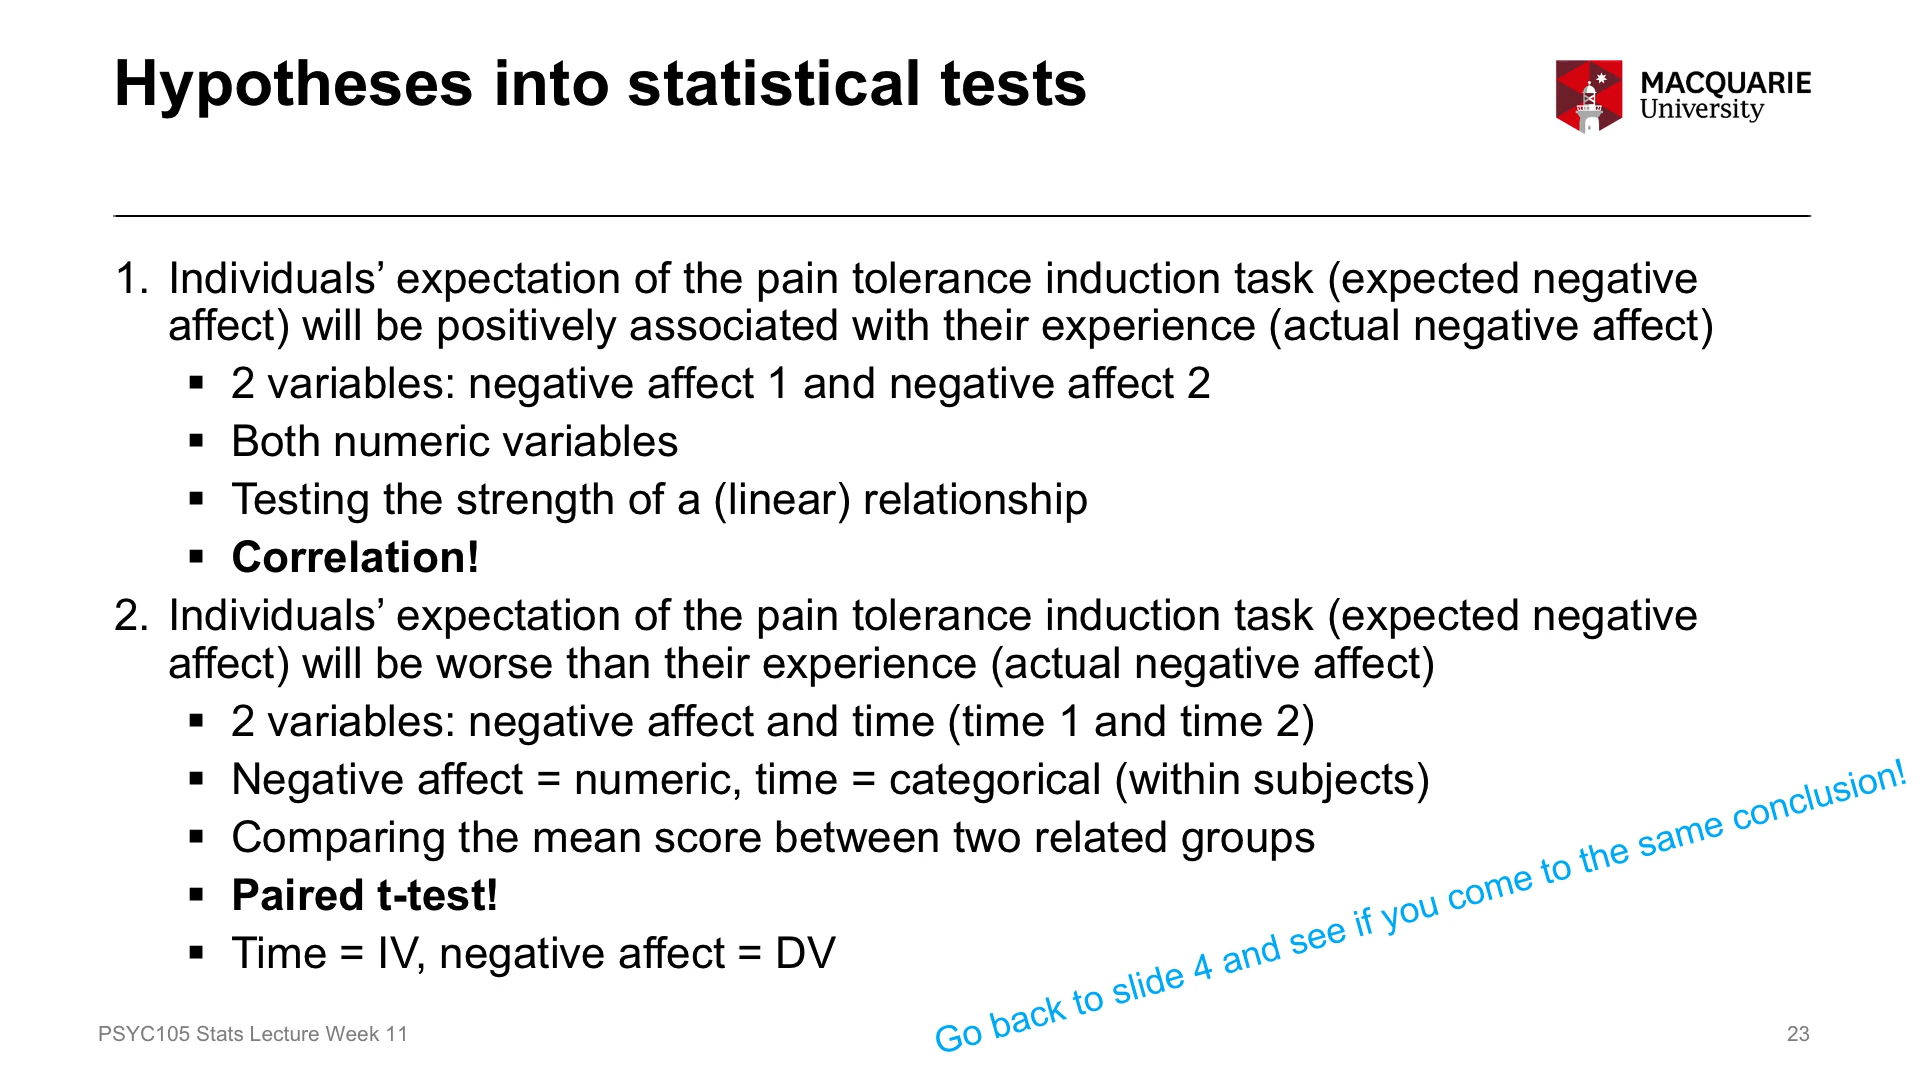 Hypotheses into statistical tests
MACQUARIE
University
1. Individuals’ expectation of the pain tolerance induction task (expected negative
affect) will be positively associated with their experience (actual negative affect)
▪ 2 variables: negative affect 1 and negative affect 2
▪ Both numeric variables
▪ Testing the strength of a (linear) relationship
▪ Correlation!
2. Individuals’ expectation of the pain tolerance induction task (expected negative
affect) will be worse than their experience (actual negative affect)
▪ 2 variables: negative affect and time (time 1 and time 2)
▪ Negative affect = numeric, time = categorical (within subjects)
▪ Comparing the mean score between two related groups
▪ Paired t-test!
▪ Time = IV, negative affect = DV
Go back to slide 4 and see if you come to the same conclusion!
PSYC105 Stats Lecture Week 11
23